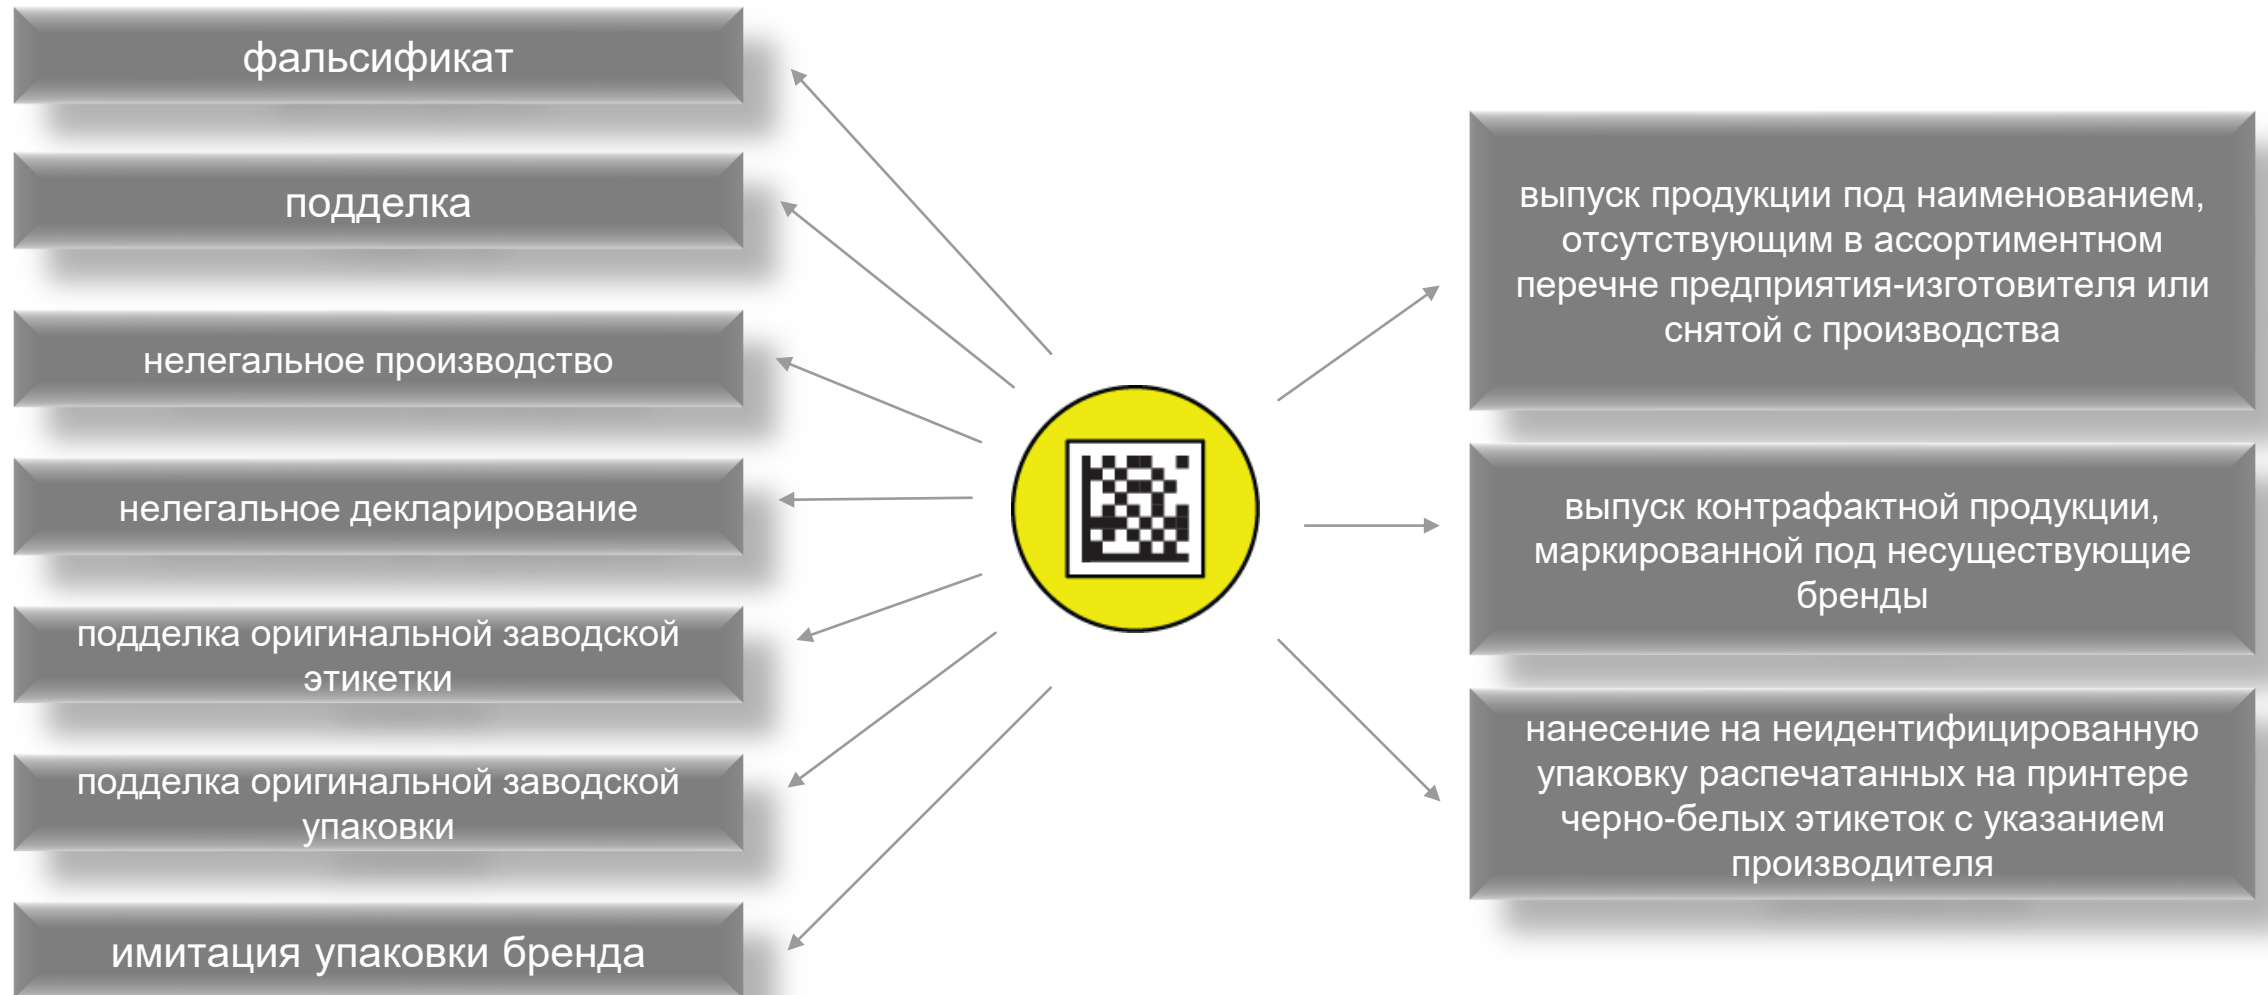 фальсификат
подделка
нелегальное производство
нелегальное декларирование
подделка оригинальной заводской
этикетки
подделка оригинальной заводской
упаковки
имитация упаковки бренда
выпуск продукции под наименованием,
отсутствующим в ассортиментном
перечне предприятия-изготовителя или
снятой с производства
выпуск контрафактной продукции,
маркированной под несуществующие
бренды
нанесение на неидентифицированную
упаковку распечатанных на принтере
черно-белых этикеток с указанием
производителя